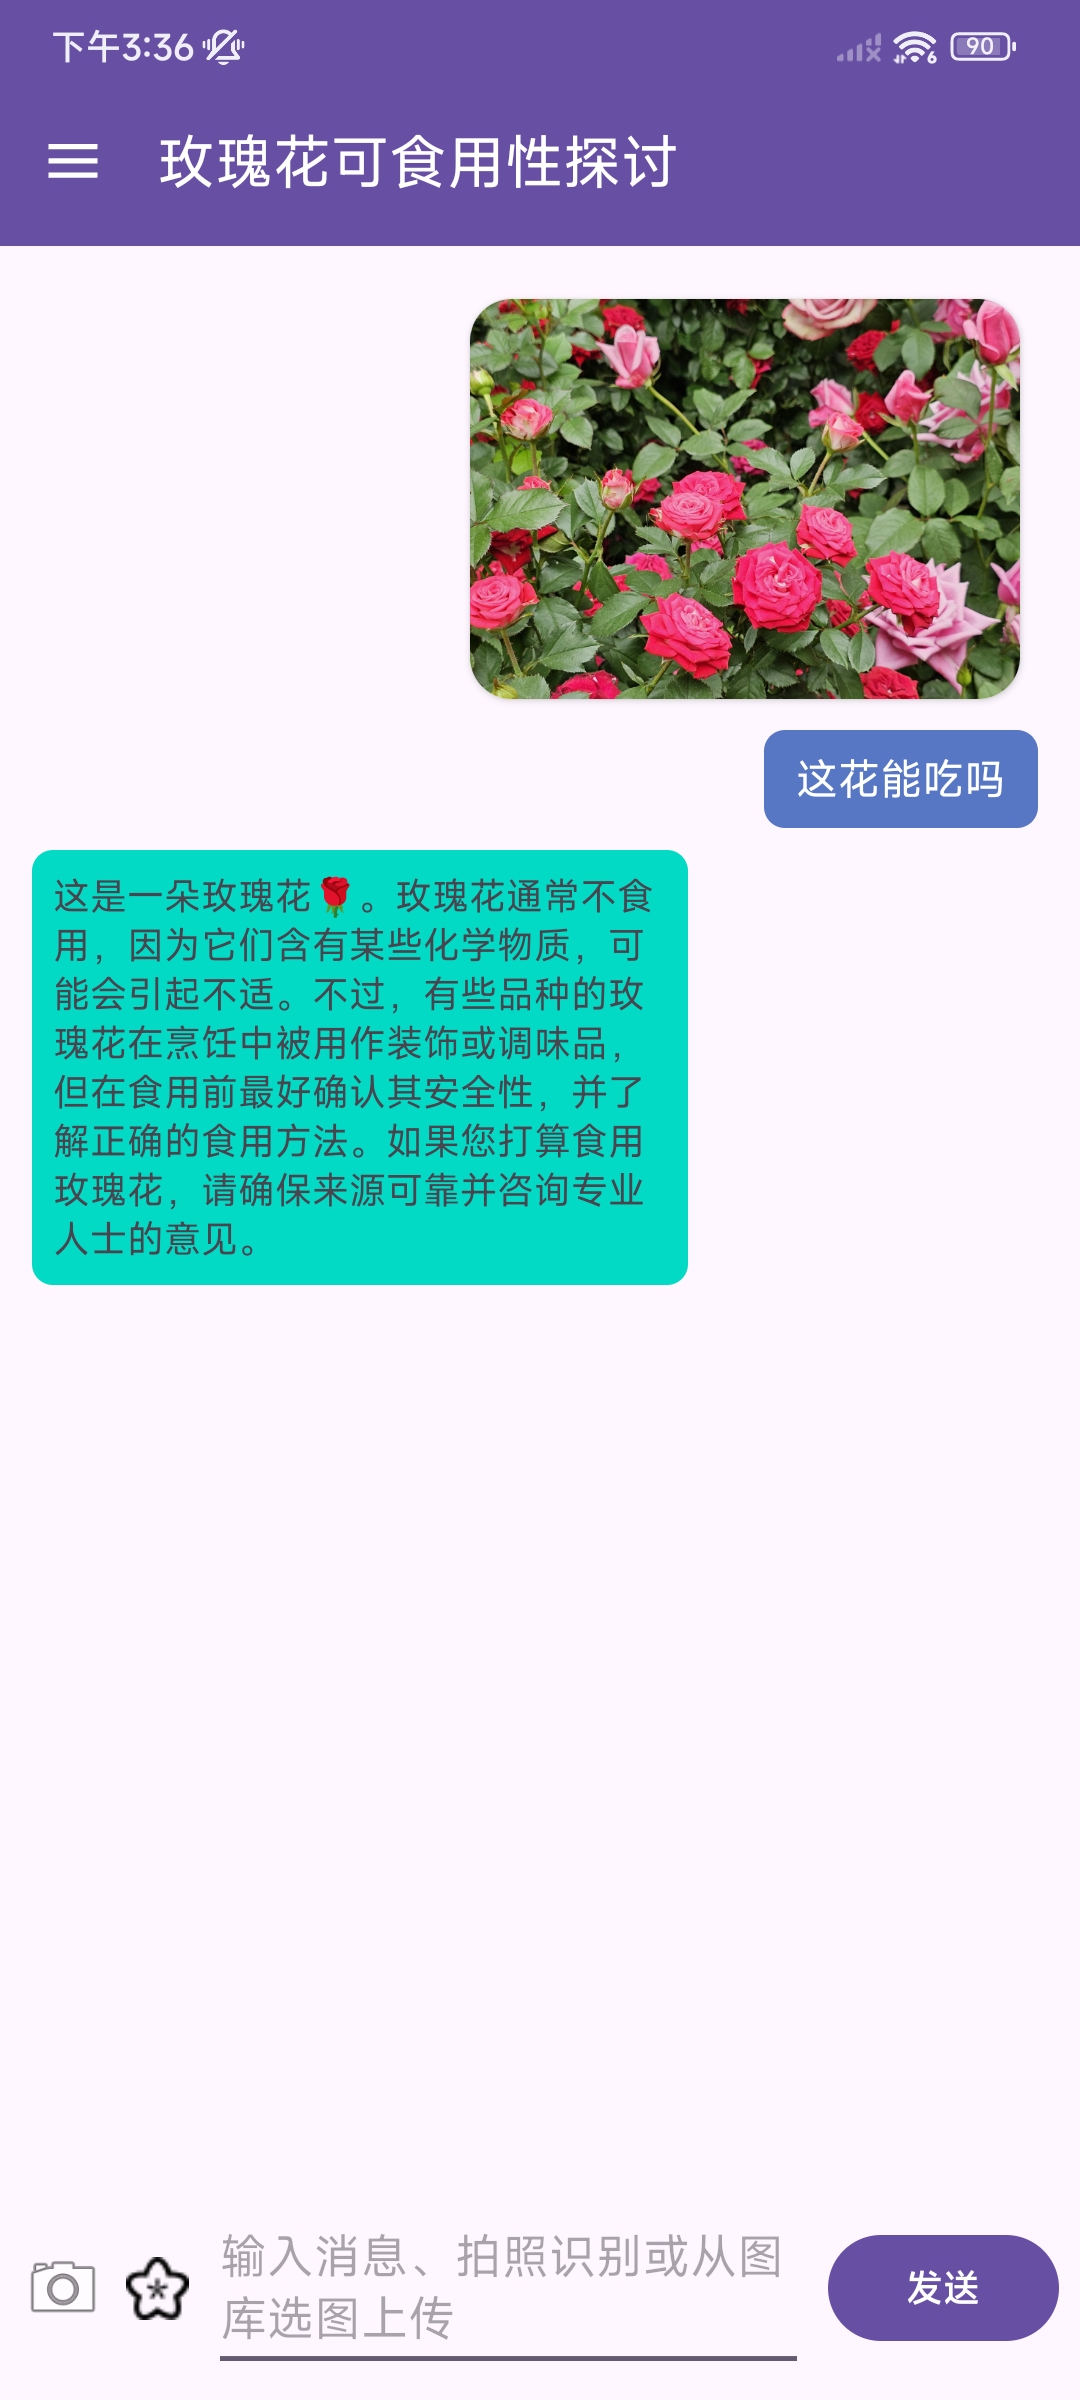 下午3:36
90
玫瑰花可食用性探讨
这花能吃吗
这是一朵玫瑰花🌹。玫瑰花通常不食
用，因为它们含有某些化学物质，可
能会引起不适。不过，有些品种的玫
瑰花在烹饪中被用作装饰或调味品，
但在食用前最好确认其安全性，并了
解正确的食用方法。如果您打算食用
玫瑰花，请确保来源可靠并咨询专业
人士的意见。
输入消息、拍照识别或从图
库选图上传
发送